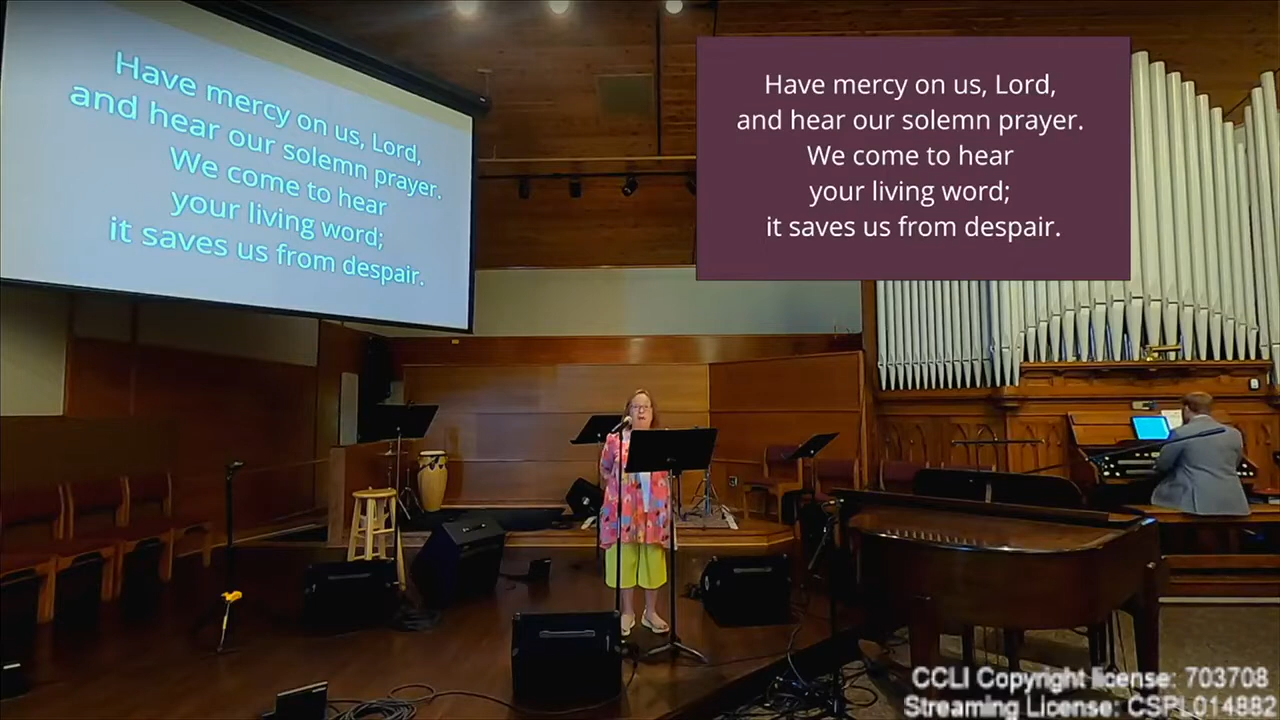 Have mercy on us, Lord,
and hear our solemn prayer.
We come to hear
your living word;
it saves us from despair.
Have mercy on us, Lord,
and hear our solemn prayer.
We come to hear
your living word;
it saves us from despair.
CCLI Copyright license: 703708
Streaming License: CSPL014882